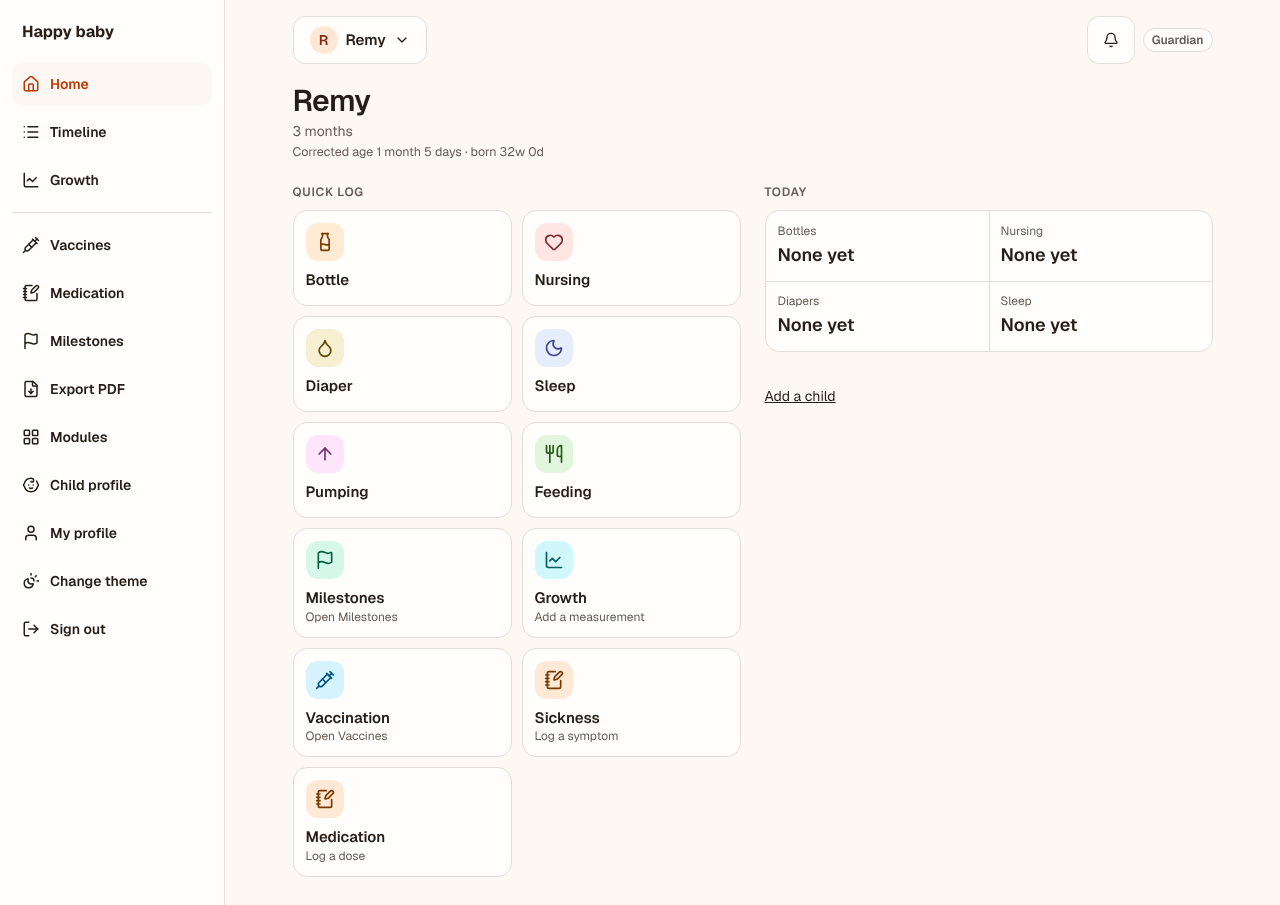 Happy baby
Home
Timeline
Growth
Vaccines
Medication
Milestones
Export PDF
Modules
Child profile
My profile
Change theme
Sign out
R Remy
Guardian
Remy
3 months
Corrected age 1 month 5 days · born 32w 0d
QUICK LOG
Bottle
Nursing
Diaper
Sleep
Pumping
Feeding
Milestones
Open Milestones
Growth
Add a measurement
Vaccination
Open Vaccines
Sickness
Log a symptom
Medication
Log a dose
TODAY
Bottles
None yet
Nursing
None yet
Diapers
None yet
Sleep
None yet
Add a child